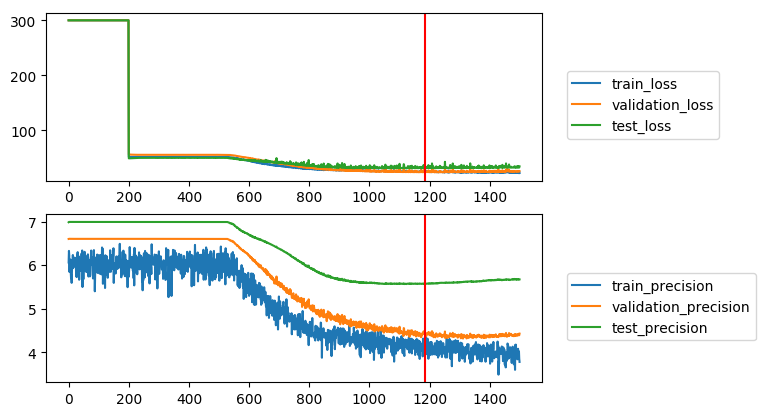 300
200
100
0 200 400 600 800 1000 1200 1400
train_loss
validation_loss
test_loss
7
6
5
4
0 200 400 600 800 1000 1200 1400
train_precision
validation_precision
test_precision